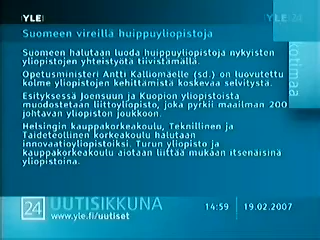 YLE
YLE24
Suomeen vireillä huippuyliopistoja
kotimaa
Suomeen halutaan luoda huippuyliopistoja nykyisten
yliopistojen yhteistyötä tiivistämällä.
Opetusministeri Antti Kalliomäelle (sd.) on luovutettu
kolme yliopistojen kehittämistä koskevaa selvitystä.
Esityksessä Joensuun ja Kuopion yliopistoista
muodostetaan liittoyliopisto, joka pyrkii maailman 200
johtavan yliopiston joukkoon.
Helsingin kauppakorkeakoulu, Teknillinen ja
Taideteollinen korkeakoulu halutaan
innovaatioyliopistoksi. Turun yliopisto ja
kauppakorkeakoulu aiotaan liittää mukaan itsenäisinä
yliopistoina.
24 UUTISIKKUNA
www.yle.fi/uutiset 14:59 19.02.2007